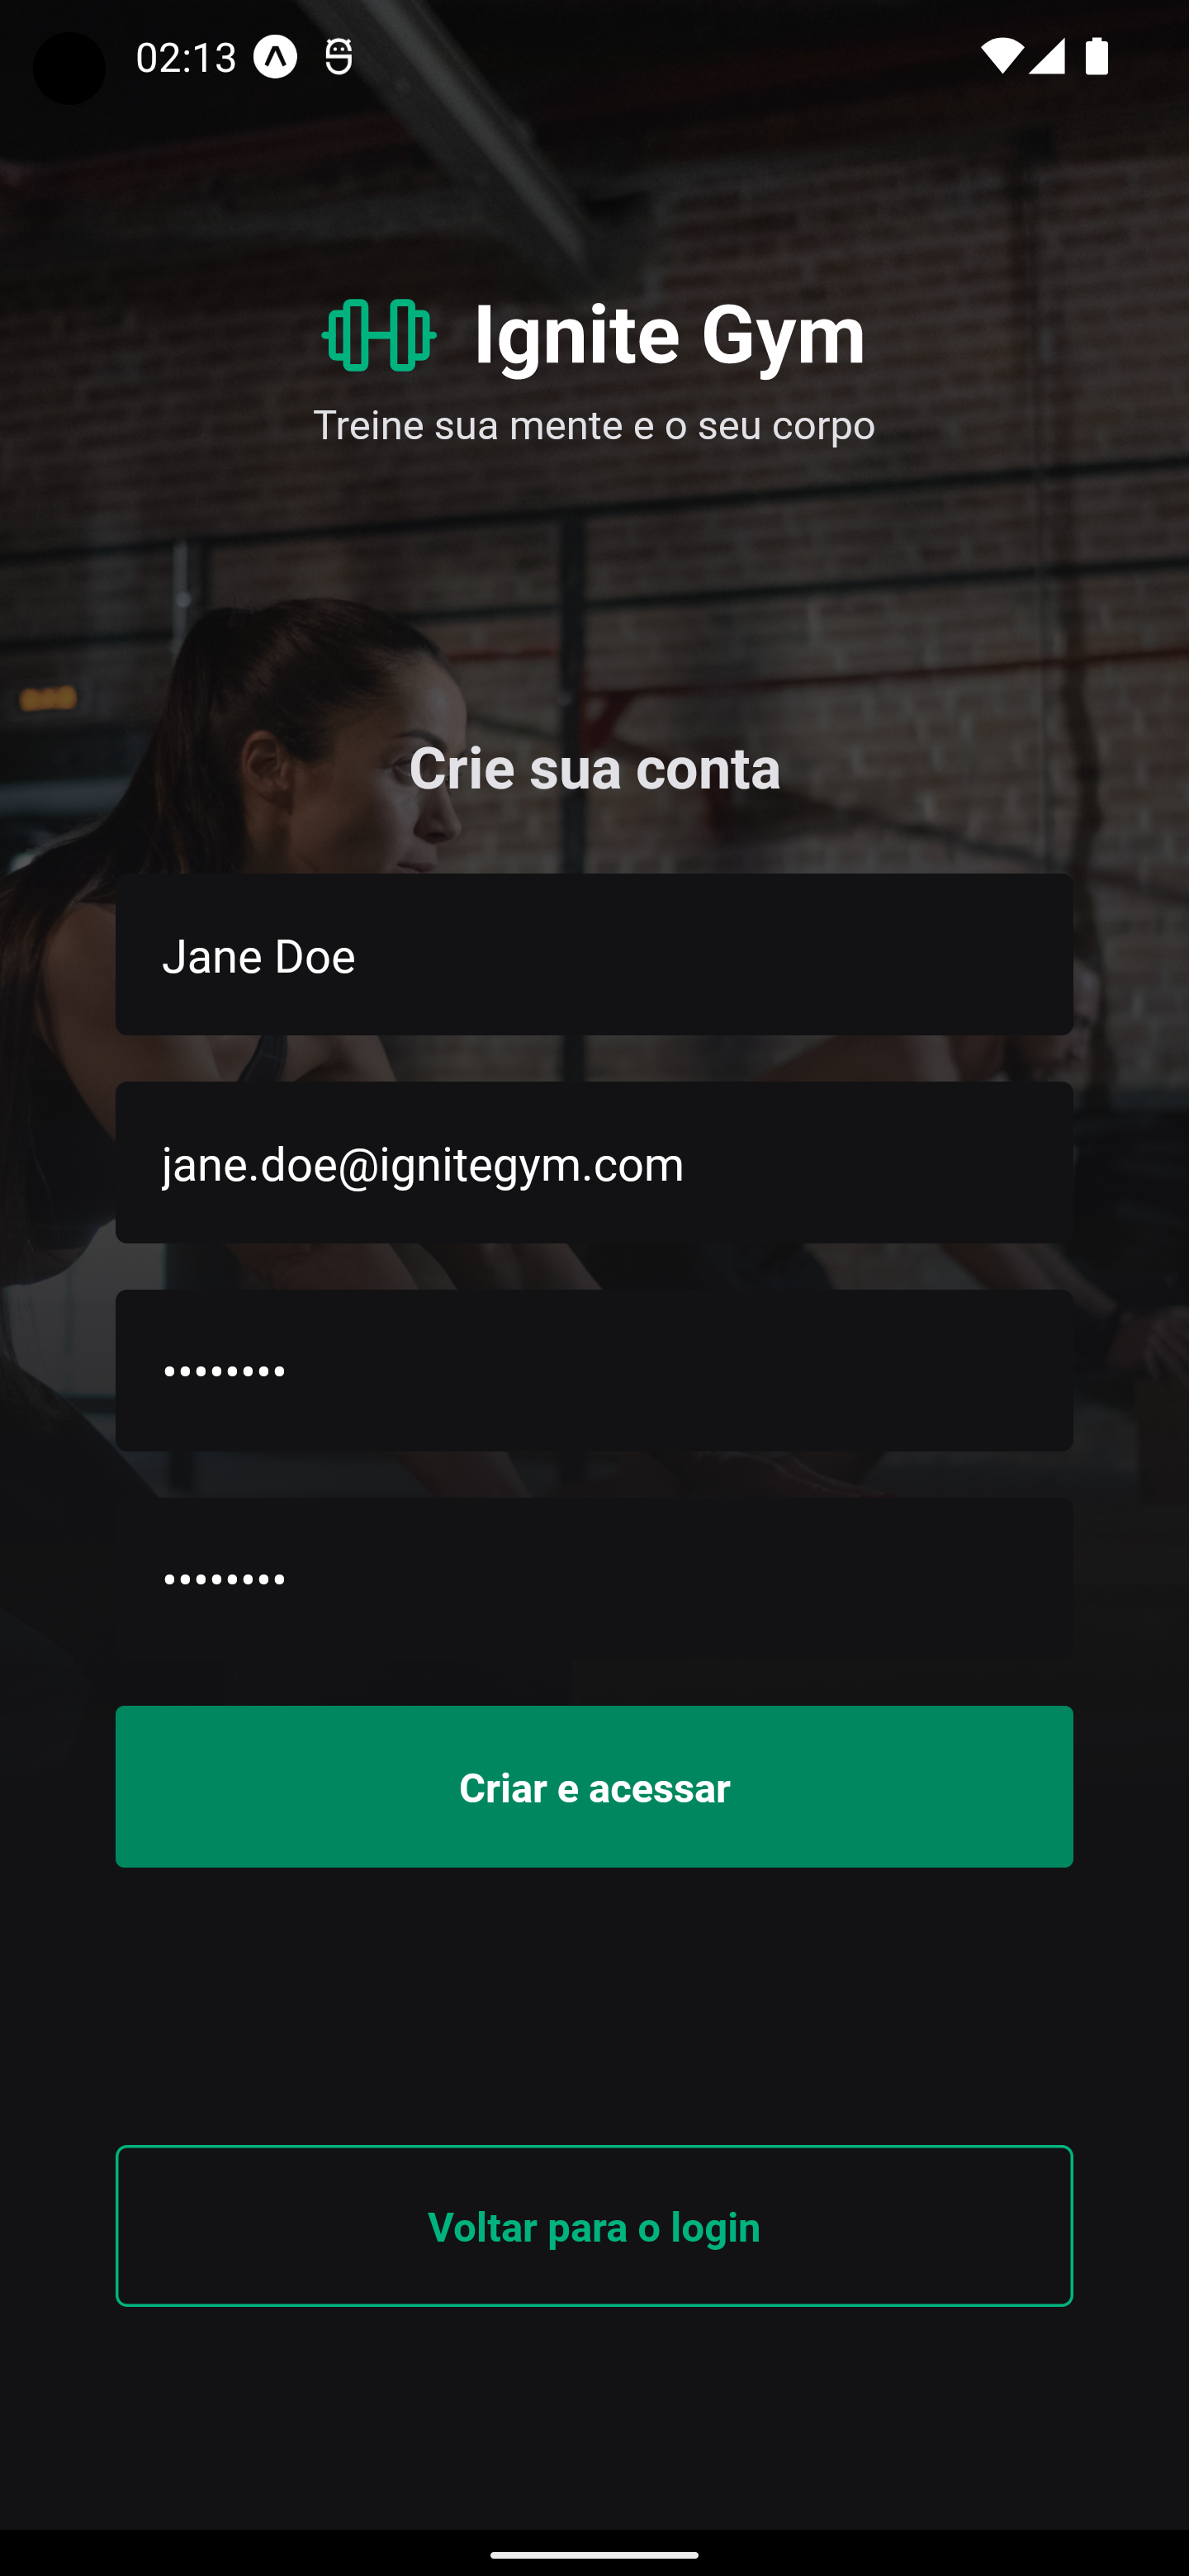 02:13
Ignite Gym
Treine sua mente e o seu corpo
Crie sua conta
Jane Doe
jane.doe@ignitegym.com
••••••••
••••••••
Criar e acessar
Voltar para o login